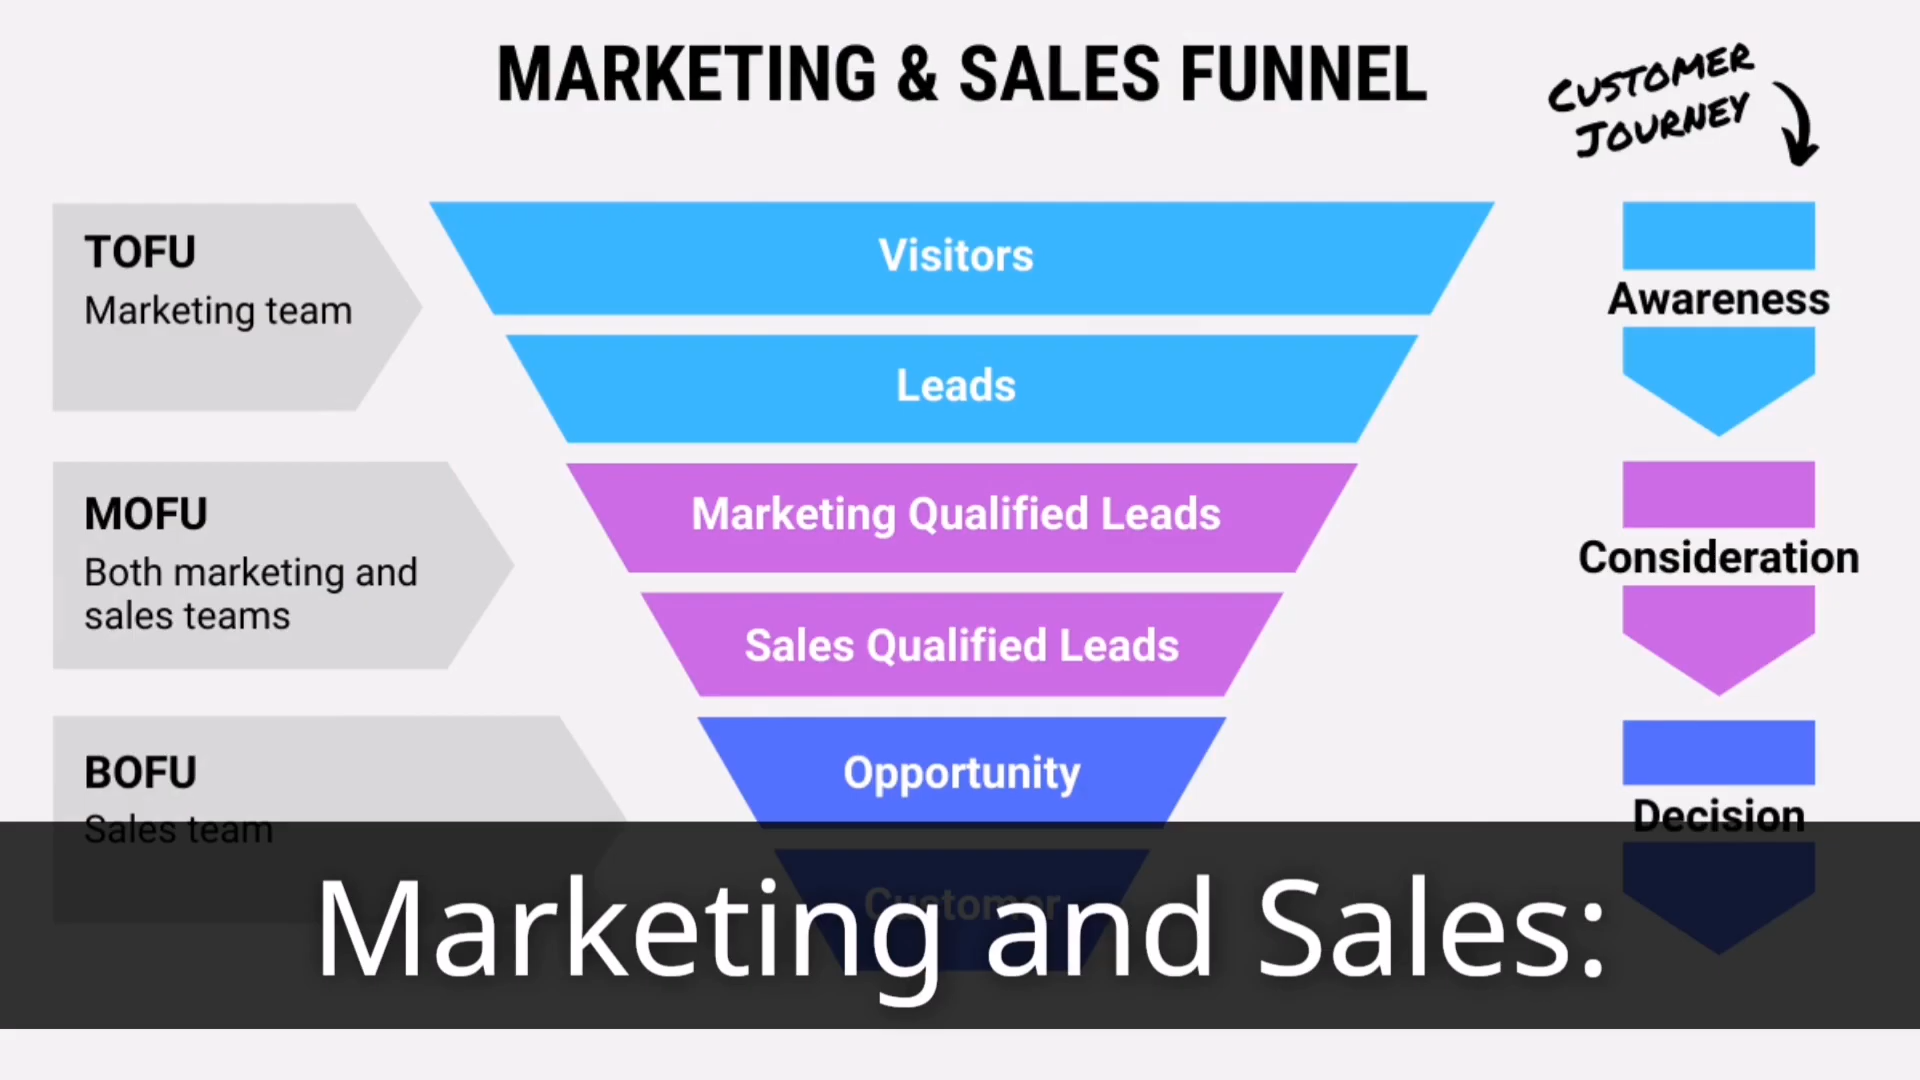 MARKETING & SALES FUNNEL
CUSTOMER
JOURNEY
TOFU
Marketing team
Visitors
Leads
Awareness
MOFU
Both marketing and
sales teams
Marketing Qualified Leads
Sales Qualified Leads
Consideration
BOFU
Sales team
Opportunity
Customer
Decision
Marketing and Sales: